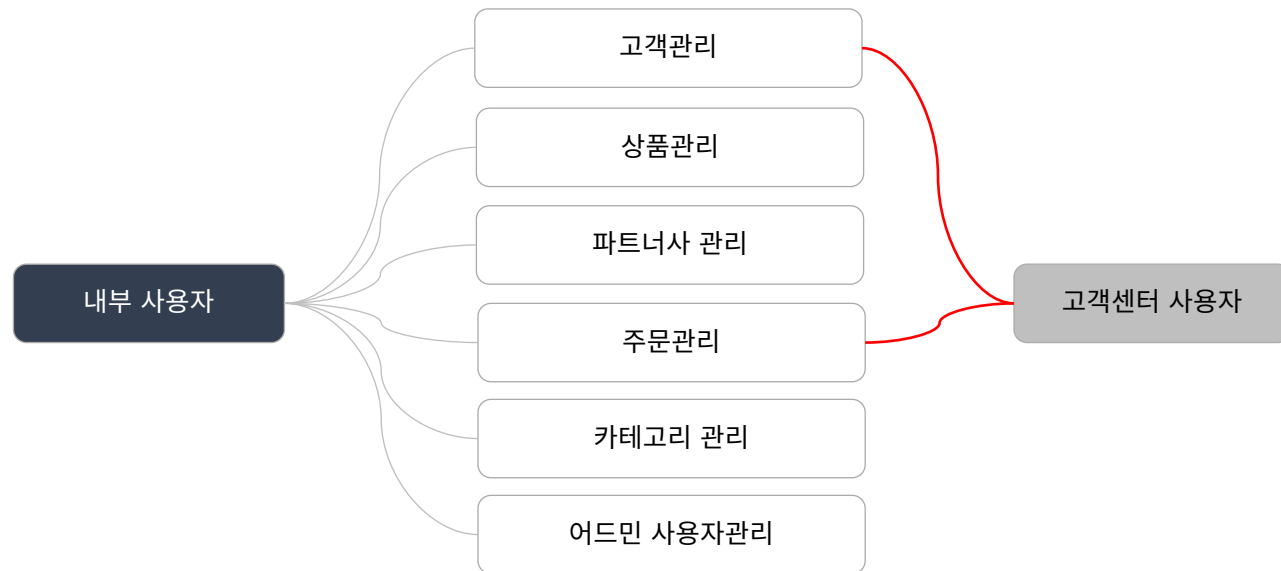 고객관리
상품관리
파트너사 관리
내부 사용자
고객센터 사용자
주문관리
카테고리 관리
어드민 사용자관리